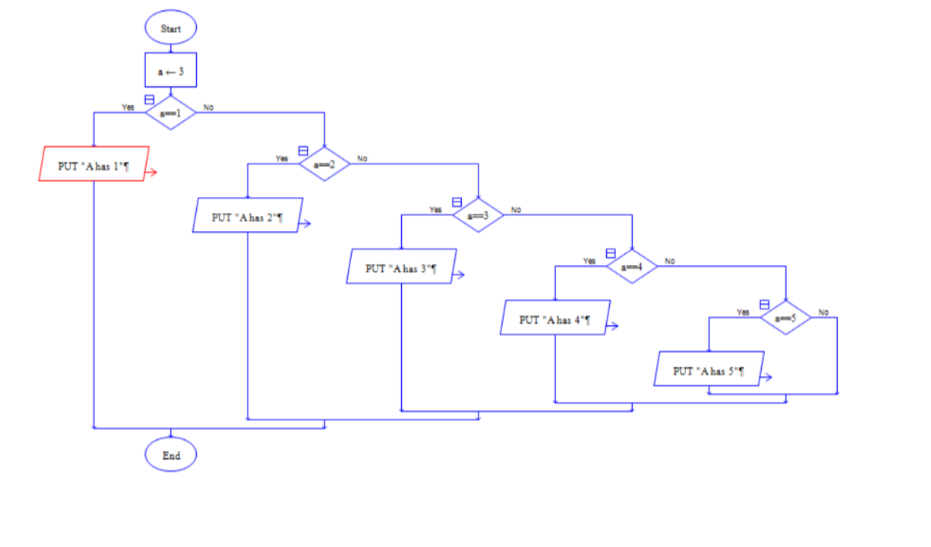 Start
a ← 3
Yes
a==1
No
PUT "A has 1"¶
Yes
a==2
No
PUT "A has 2"¶
Yes
a==3
No
PUT "A has 3"¶
Yes
a==4
No
PUT "A has 4"¶
Yes
a==5
No
PUT "A has 5"¶
End